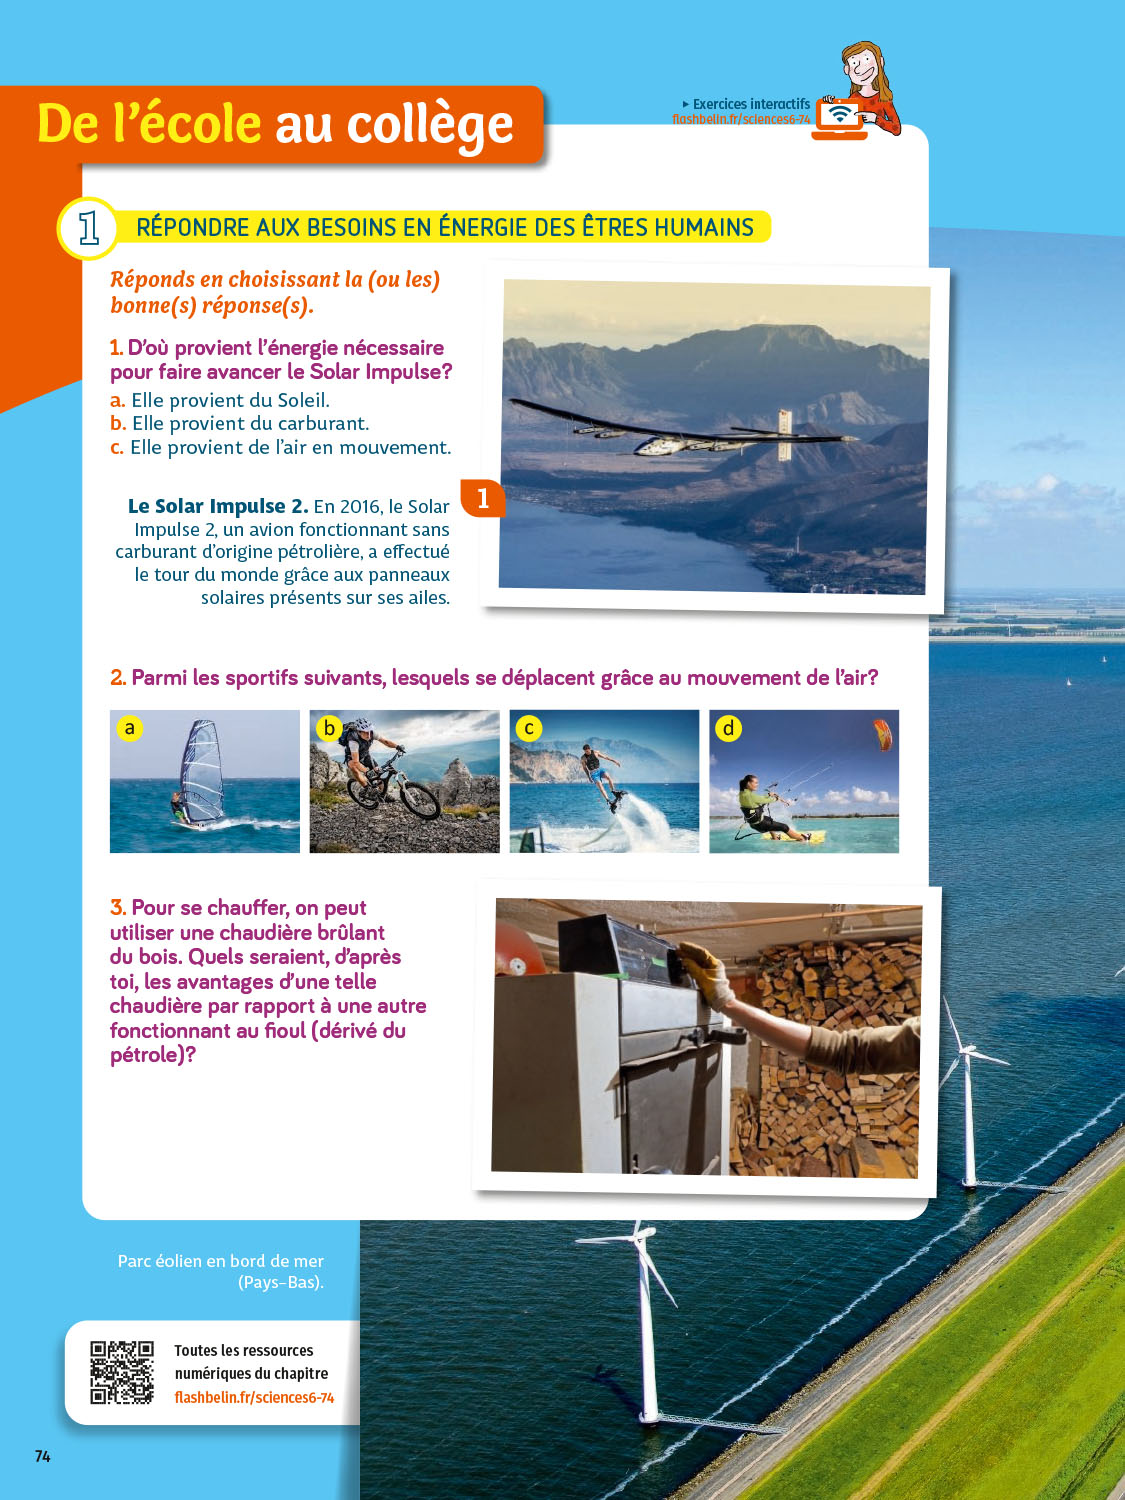 De l'école au collège
▸ Exercices interactifs
flashbelin.fr/sciences6-74
1 RÉPONDRE AUX BESOINS EN ÉNERGIE DES ÊTRES HUMAINS
Réponds en choisissant la (ou les)
bonne(s) réponse(s).
1. D'où provient l'énergie nécessaire
pour faire avancer le Solar Impulse?
a. Elle provient du Soleil.
b. Elle provient du carburant.
c. Elle provient de l'air en mouvement.
1
Le Solar Impulse 2. En 2016, le Solar
Impulse 2, un avion fonctionnant sans
carburant d'origine pétrolière, a effectué
le tour du monde grâce aux panneaux
solaires présents sur ses ailes.
2. Parmi les sportifs suivants, lesquels se déplacent grâce au mouvement de l'air?
a
b
c
d
3. Pour se chauffer, on peut
utiliser une chaudière brûlant
du bois. Quels seraient, d'après
toi, les avantages d'une telle
chaudière par rapport à une autre
fonctionnant au fioul (dérivé du
pétrole)?
Parc éolien en bord de mer
(Pays-Bas).
Toutes les ressources
numériques du chapitre
flashbelin.fr/sciences6-74
74